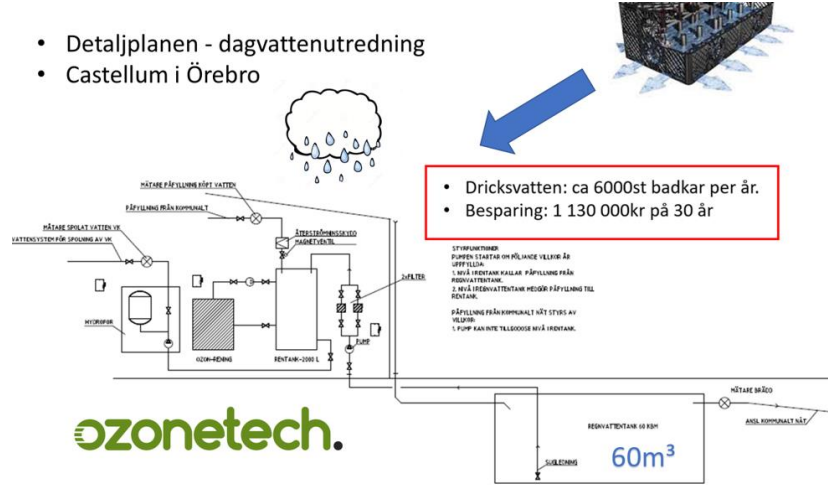 • Detaljplanen - dagvattenutredning
• Castellum i Örebro
• Dricksvatten: ca 6000st badkar per år.
• Besparing: 1 130 000kr på 30 år
MÄTARE PÅFYLLNING KÖPT VATTEN
PÅFYLLNING FRÅN KOMMUNALT
MÄTARE SPOLAT VATTEN VK
VATTENSYSTEM FÖR SPOLNING AV VK
ÅTERSTRÖMNINGSSKYDD
MAGNETVENTIL
2xFILTER
HYDROFOR
OZON-RENING
RENTANK-2000 L
PUMP
STYRFUNKTIONER
PUMPEN STARTAR OM FÖLJANDE VILLKOR ÄR
UPPFYLLDA:
1. NIVÅ I RENTANK KALLAR PÅFYLLNING FRÅN
REGNVATTENTANK.
2. NIVÅ I REGNVATTENTANK MEDGÖR PÅFYLLNING TILL
RENTANK.
PÅFYLLNING FRÅN KOMMUNALT NÄT STYRS AV
VILLKOR:
1. PUMP KAN INTE TILLGODOSE NIVÅ I RENTANK.
MÄTARE BRÄDD
ANSL KOMMUNALT NÄT
REGNVATTENTANK 60 KBM
SUGLEDNING
60m³
ozonetech.